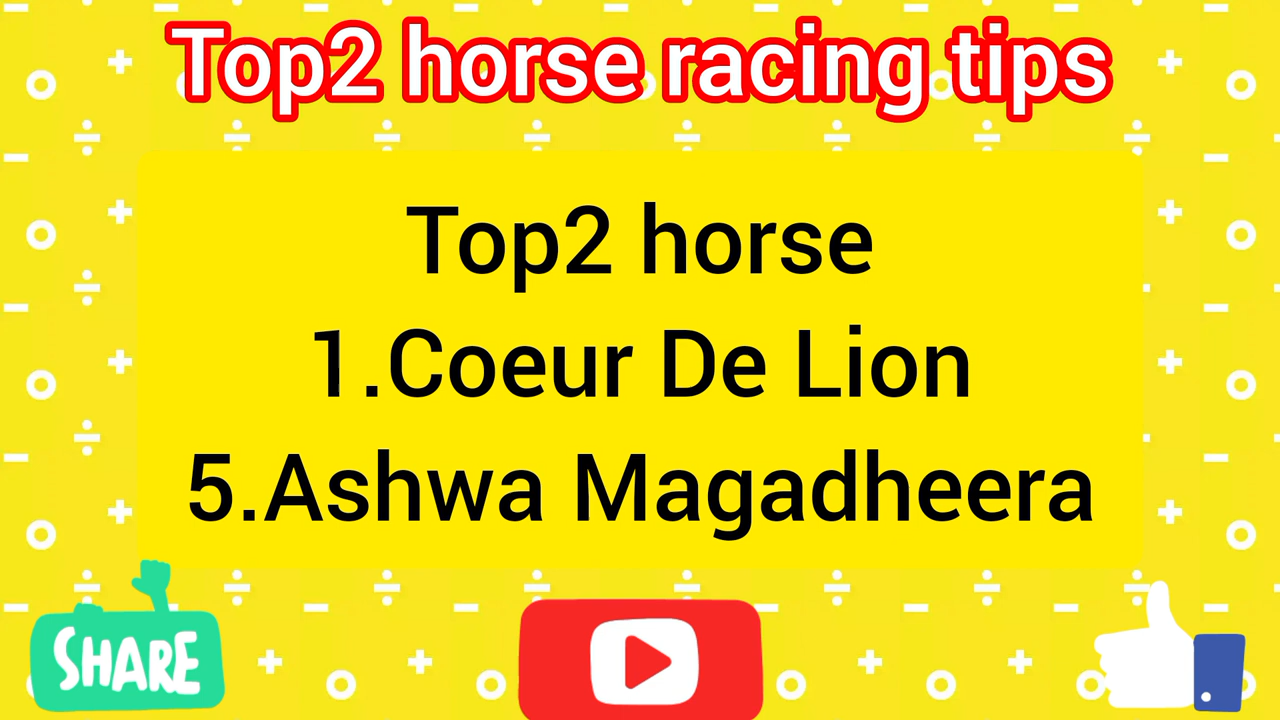 Top2 horse racing tips
Top2 horse
1.Coeur De Lion
5.Ashwa Magadheera
SHARE